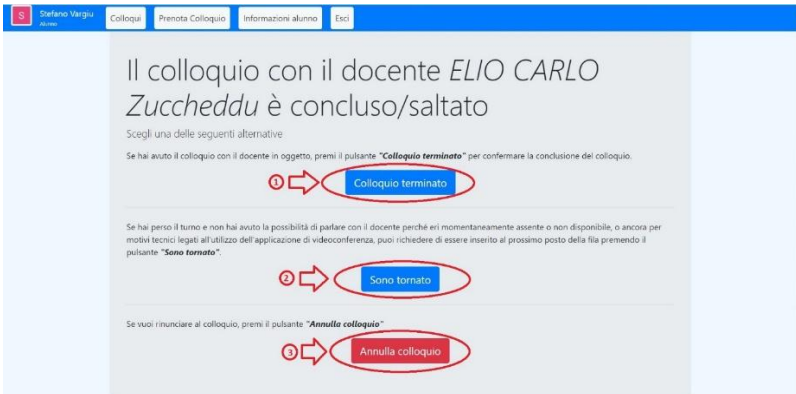 S
Stefano Vargiu
Alunno
Colloqui
Prenota Colloquio
Informazioni alunno
Esci
Il colloquio con il docente ELIO CARLO
Zuccheddu è concluso/saltato
Scegli una delle seguenti alternative
Se hai avuto il colloquio con il docente in oggetto, premi il pulsante "Colloquio terminato" per confermare la conclusione del colloquio.
1
Colloquio terminato
Se hai perso il turno e non hai avuto la possibilità di parlare con il docente perché eri momentaneamente assente o non disponibile, o ancora per
motivi tecnici legati all'utilizzo dell'applicazione di videoconferenza, puoi richiedere di essere inserito al prossimo posto della fila premendo il
pulsante "Sono tornato".
2
Sono tornato
Se vuoi rinunciare al colloquio, premi il pulsante "Annulla colloquio"
3
Annulla colloquio